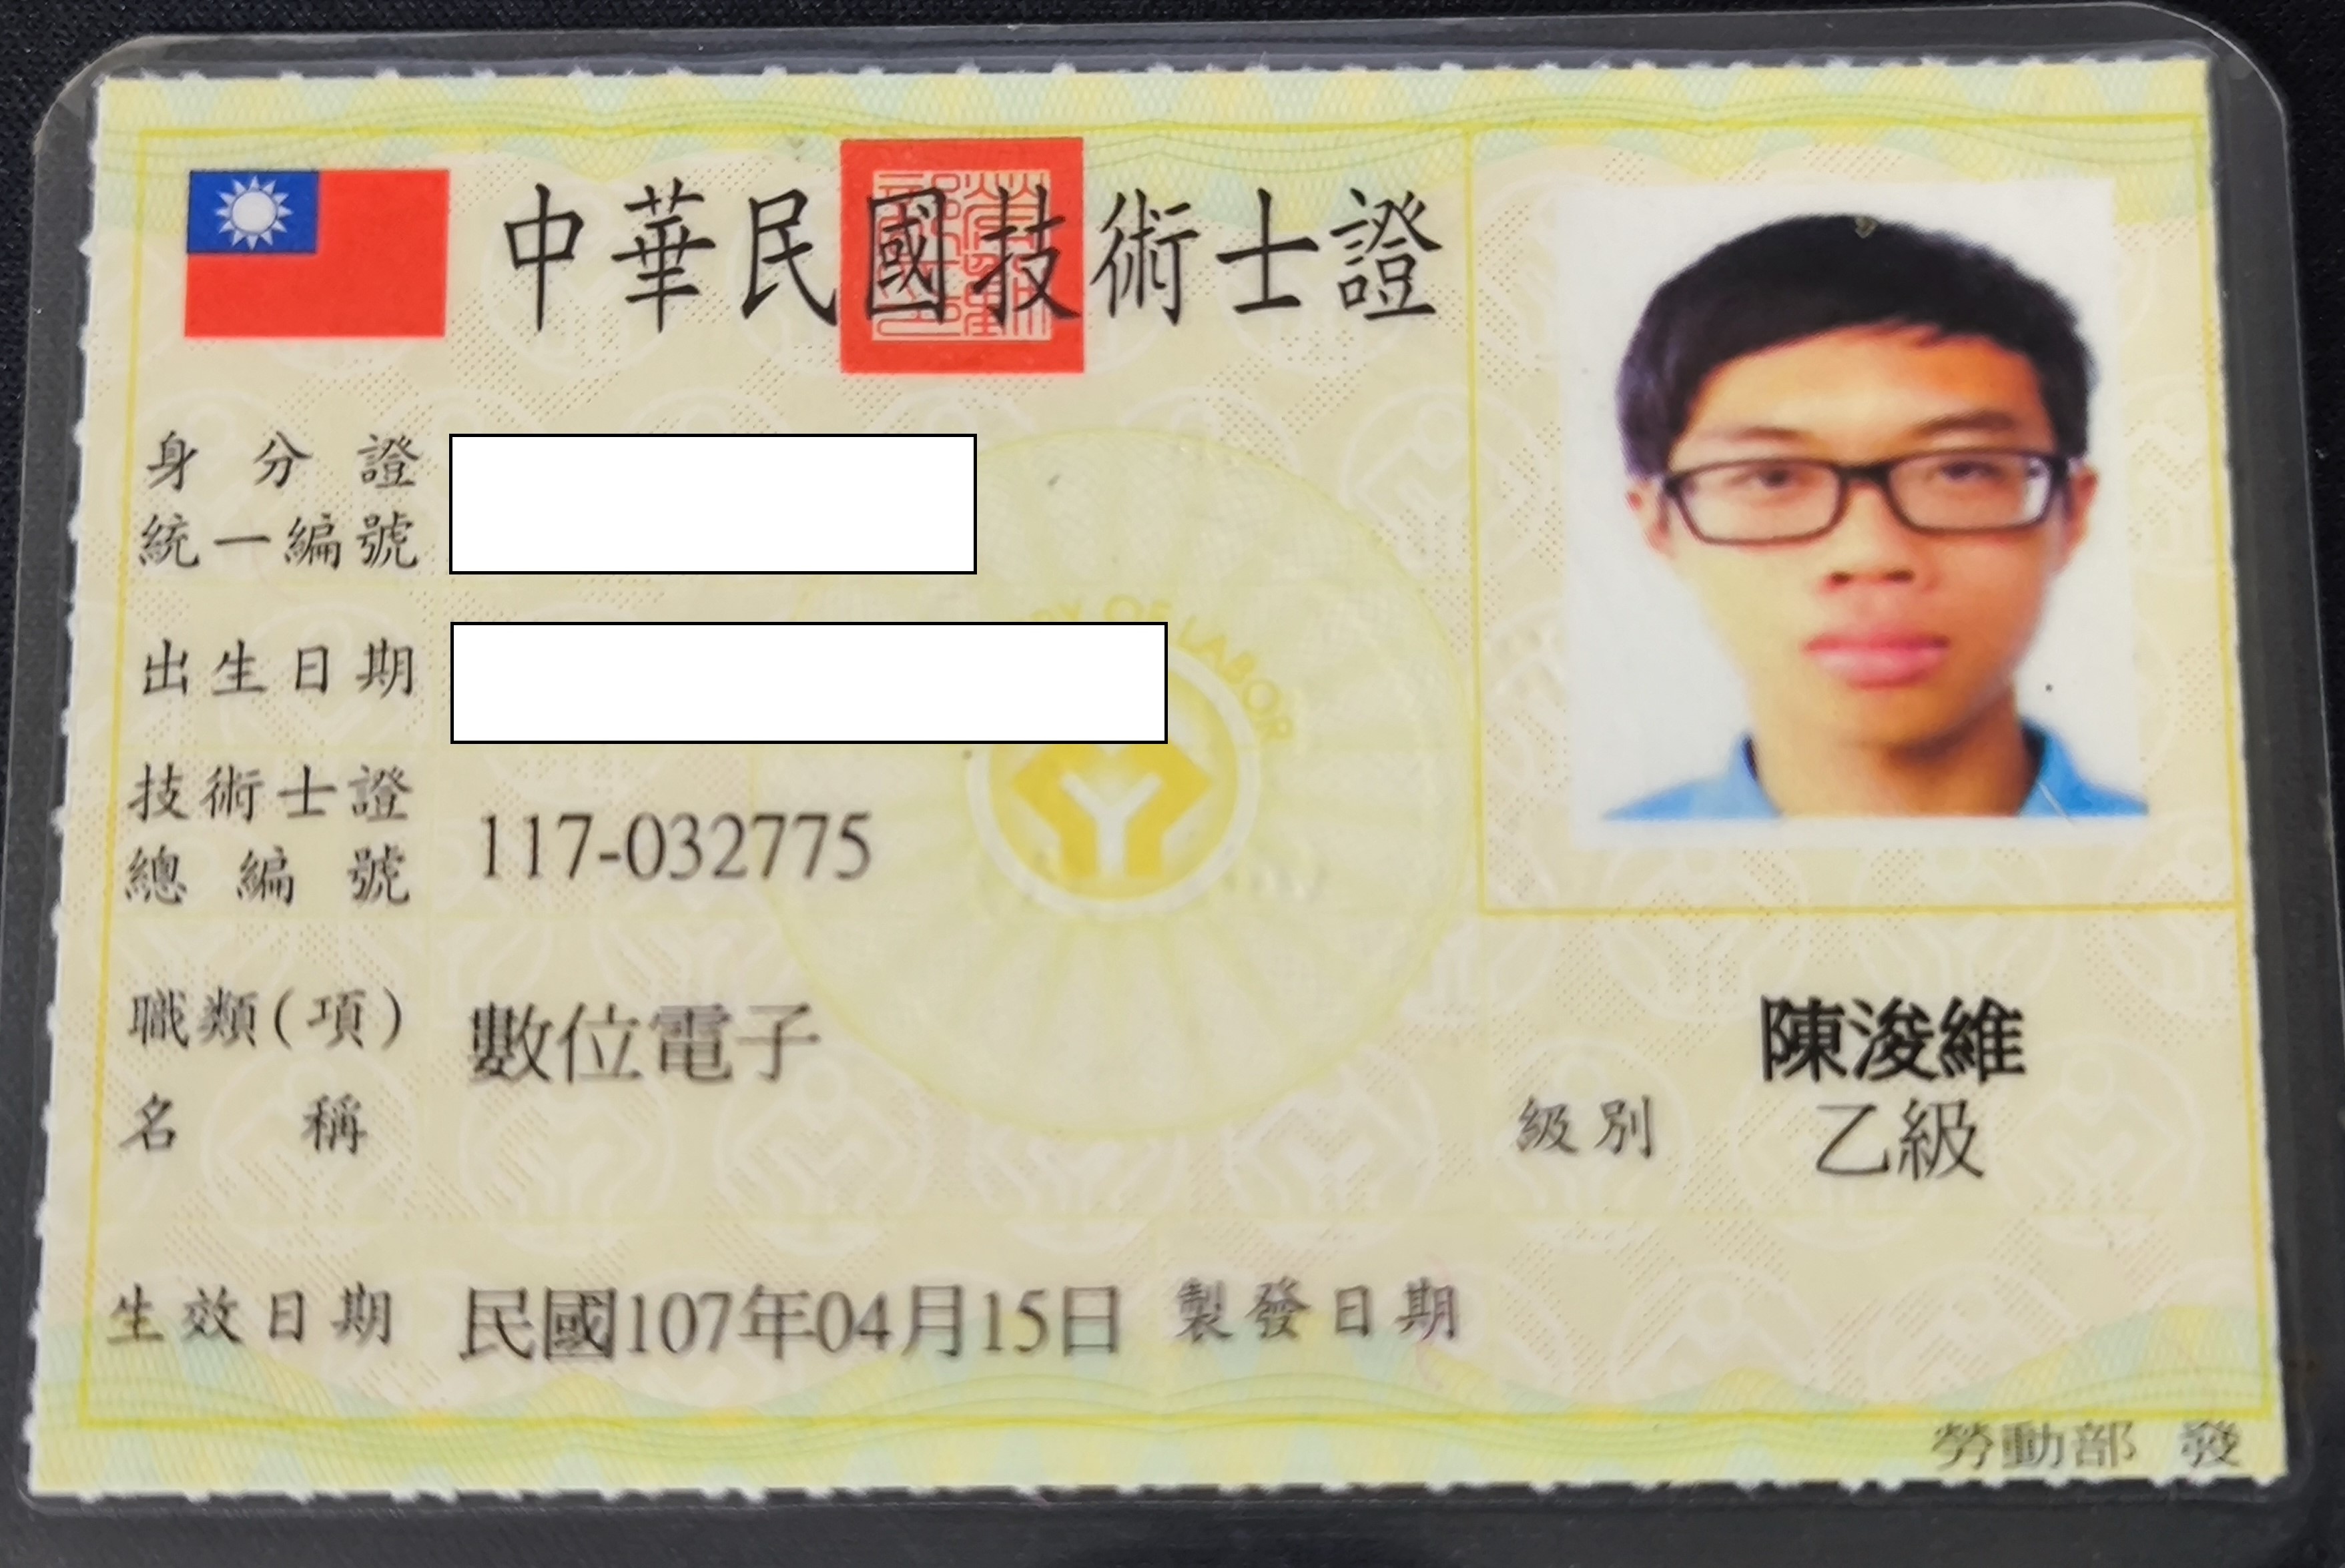 中華民國技術士證
身分證
統一編號
出生日期
技術士證
總編號
117-032775
職類(項)
名稱
數位電子
陳浚維
級別 乙級
生效日期 民國107年04月15日 製發日期
勞動部 發